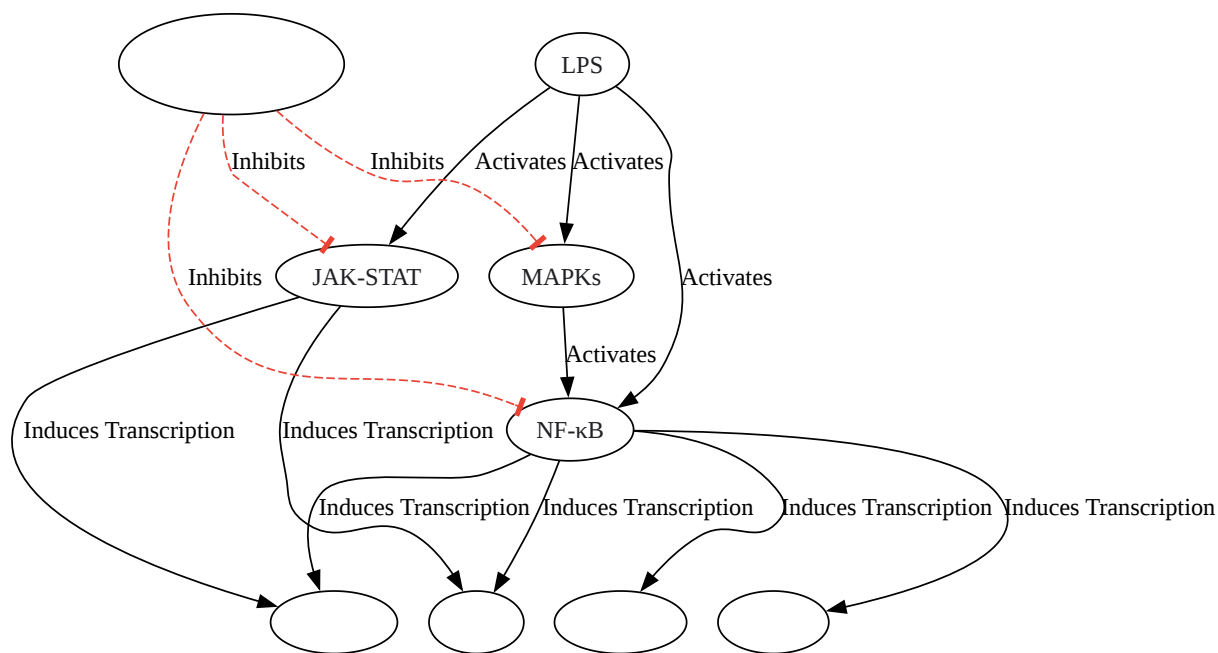 LPS
Inhibits
Inhibits
Activates
Activates
Inhibits
JAK-STAT
MAPKs
Activates
Activates
Induces Transcription
Induces Transcription
NF-κB
Induces Transcription
Induces Transcription
Induces Transcription
Induces Transcription